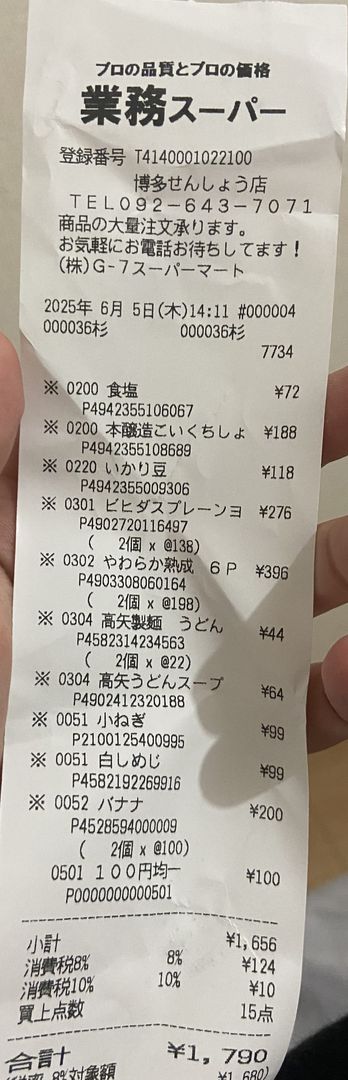 プロの品質とプロの価格
業務スーパー
登録番号 T4140001022100
博多せんしょう店
TEL092-643-7071
商品の大量注文承ります。
お気軽にお電話お待ちしてます!
(株)G-7スーパーマート
2025年 6月 5日(木)14:11 #000004
000036杉 000036杉
7734
※ 0200 食塩 ¥72
P4942355106067
※ 0200 本醸造こいくちしょ ¥188
P4942355108689
※ 0220 いかり豆 ¥118
P4942355009306
※ 0301 ビヒダスプレーンヨ ¥276
P4902720116497
( 2個 x @138)
※ 0302 やわらか熟成 6P ¥396
P4903308060164
( 2個 x @198)
※ 0304 高矢製麺 うどん ¥44
P4582314234563
( 2個 x @22)
※ 0304 高矢うどんスープ ¥64
P4902412320188
※ 0051 小ねぎ ¥99
P2100125400995
※ 0051 白しめじ ¥99
P4582192269916
※ 0052 バナナ ¥200
P4528594000009
( 2個 x @100)
0501 100円均一 ¥100
P0000000000501
小計 ¥1,656
消費税8% 8% ¥124
消費税10% 10% ¥10
買上点数 15点
合計 ¥1,790
8%対象額 ¥1,680)